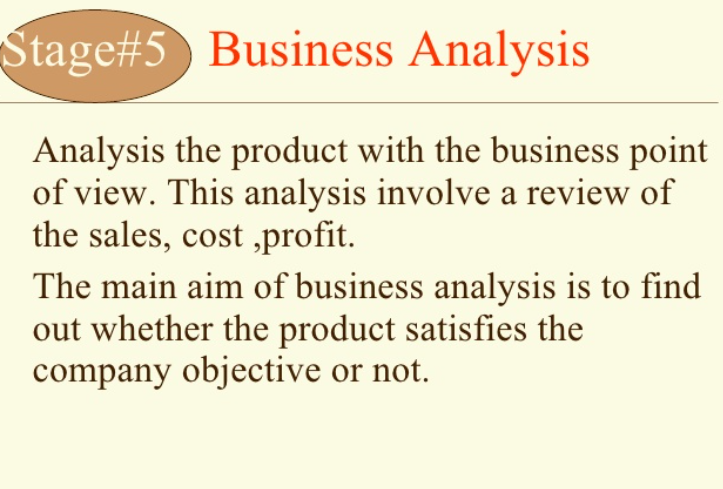 Stage#5 Business Analysis
Analysis the product with the business point
of view. This analysis involve a review of
the sales, cost ,profit.
The main aim of business analysis is to find
out whether the product satisfies the
company objective or not.